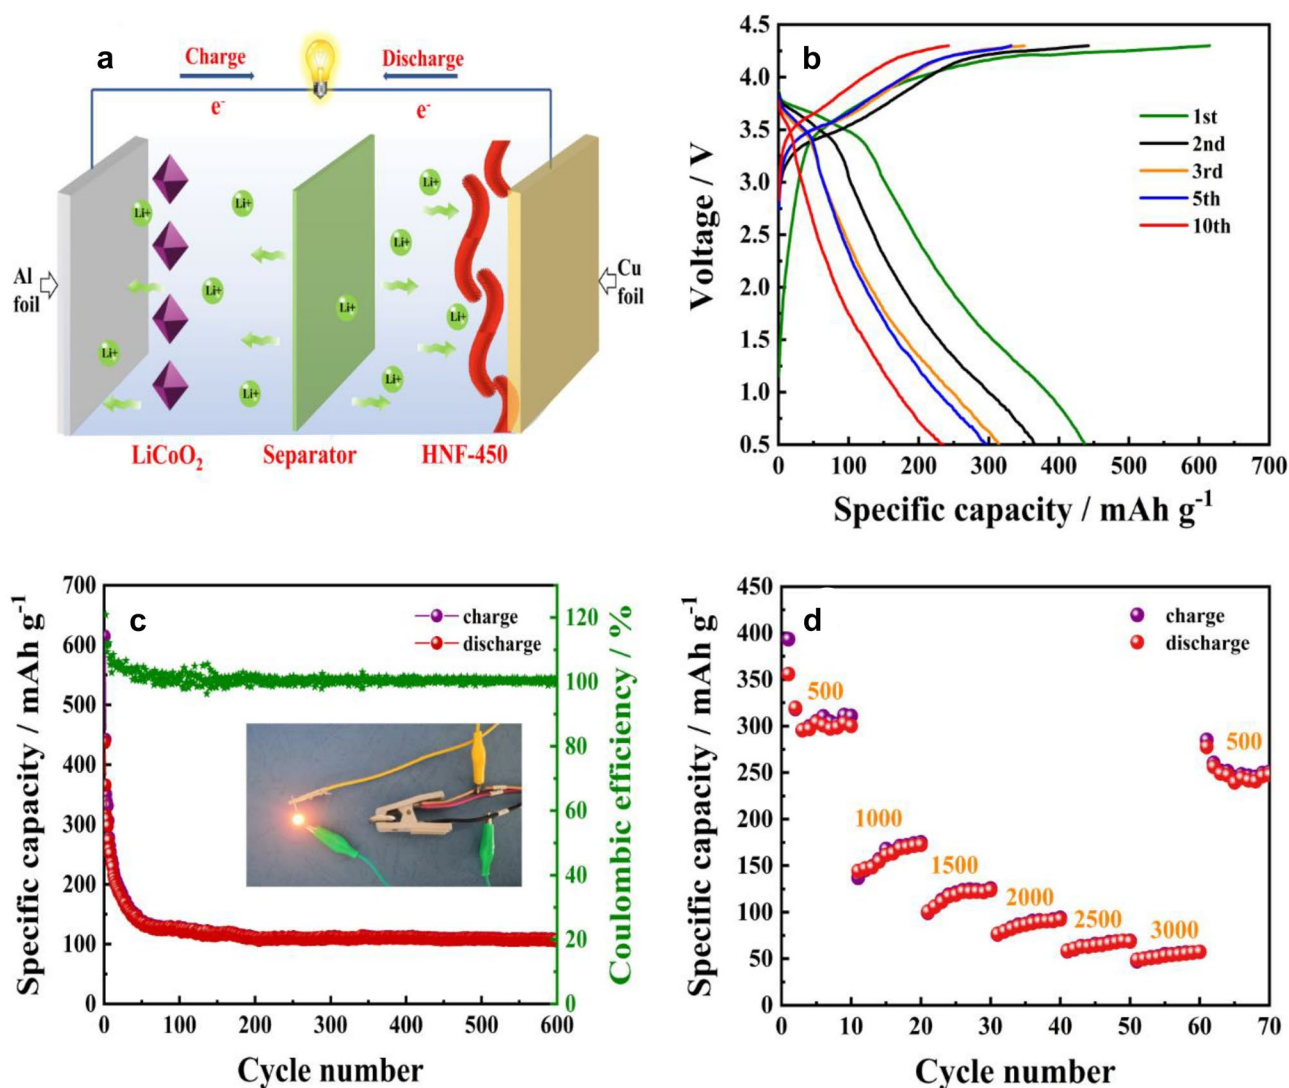 a
Charge
Discharge
e-
e-
Li+
Li+
Li+
Li+
Li+
Li+
Li+
Li+
Li+
Li+
Al
foil
Cu
foil
LiCoO2
Separator
HNF-450
b
Voltage / V
4.5
4.0
3.5
3.0
2.5
2.0
1.5
1.0
0.5
1st
2nd
3rd
5th
10th
0 100 200 300 400 500 600 700
Specific capacity / mAh g-1
c
Specific capacity / mAh g-1
700
600
500
400
300
200
100
0
charge
discharge
120
100
80
60
40
20
0
Coulombic efficiency / %
0 100 200 300 400 500 600
Cycle number
d
Specific capacity / mAh g-1
450
400
350
300
250
200
150
100
50
0
charge
discharge
500
1000
1500
2000
2500
3000
500
0 10 20 30 40 50 60 70
Cycle number